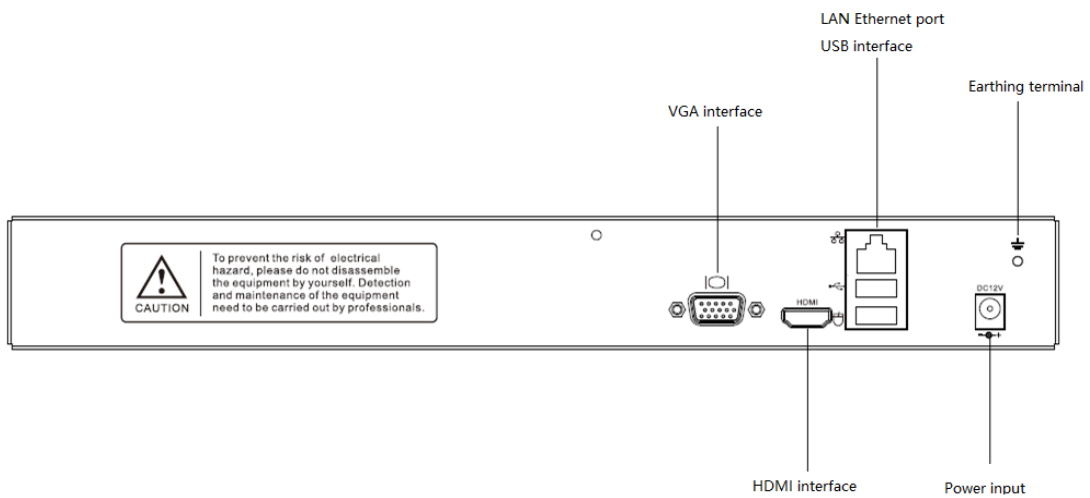 LAN Ethernet port
USB interface
Earthing terminal
VGA interface
To prevent the risk of electrical
hazard, please do not disassemble
the equipment by yourself. Detection
and maintenance of the equipment
need to be carried out by professionals.
CAUTION
HDMI
DC12V
HDMI interface
Power input